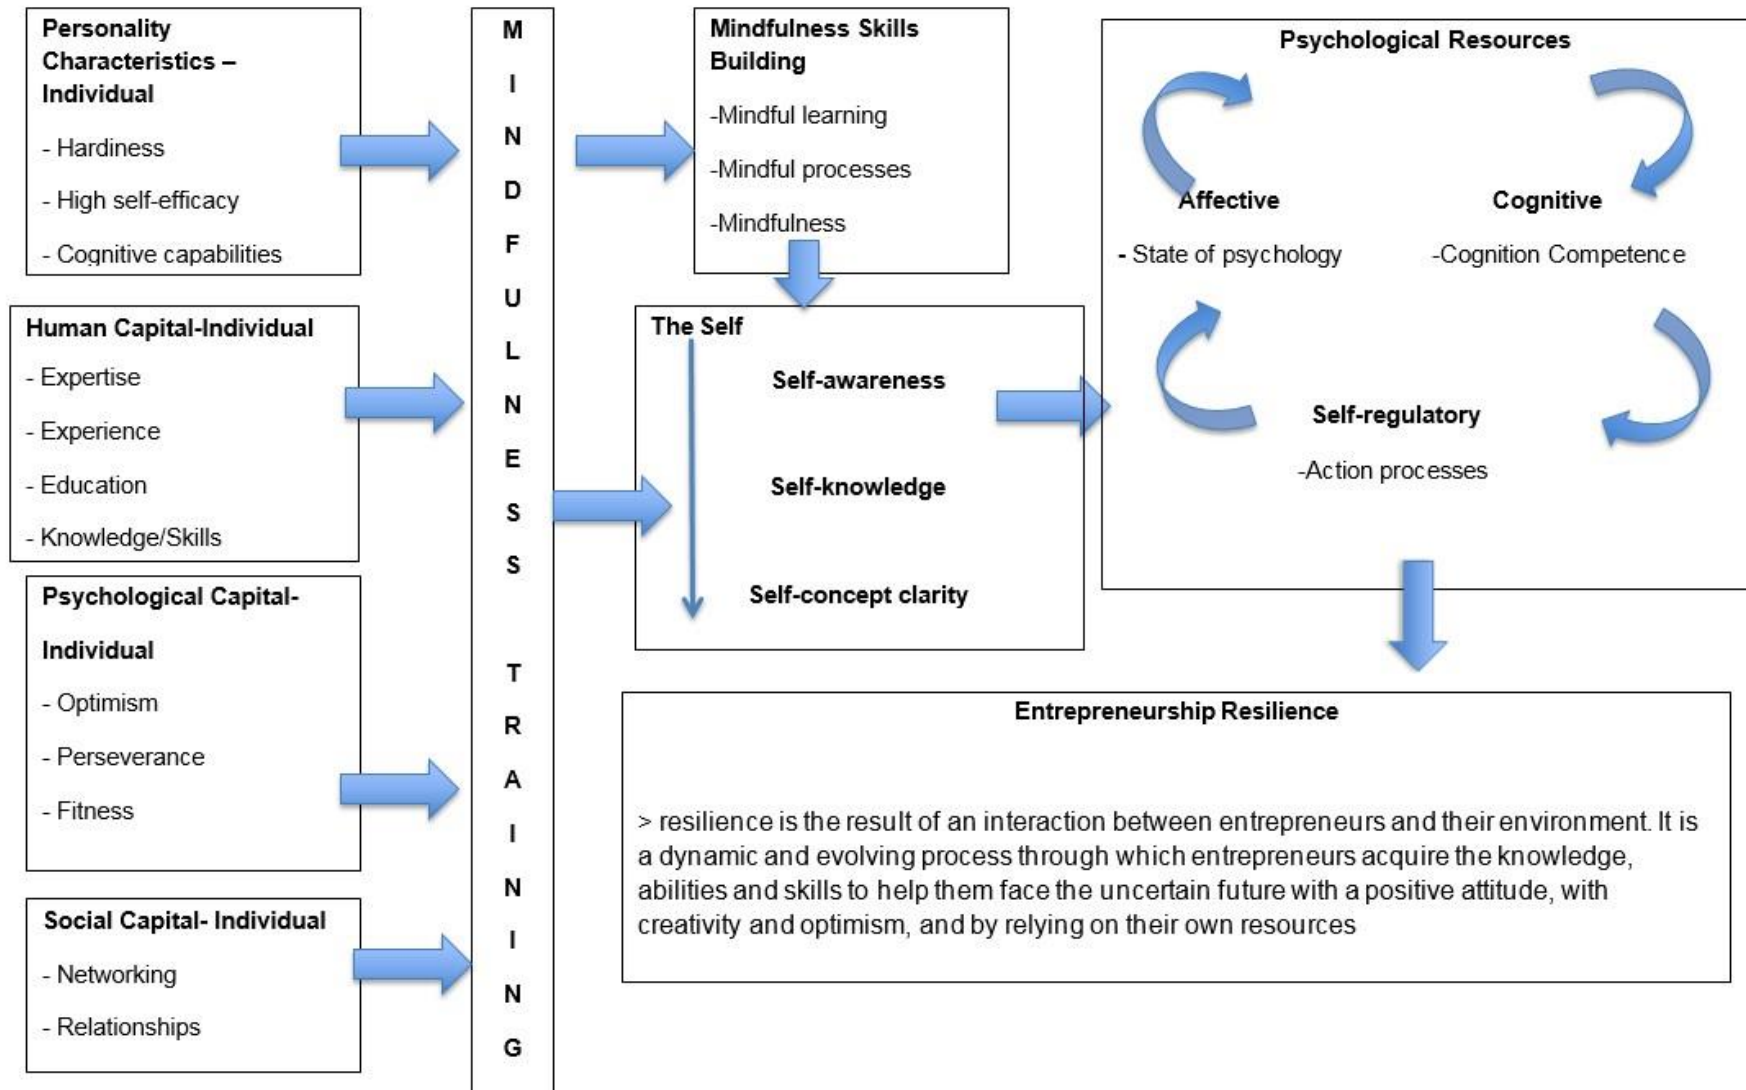 Personality
Characteristics –
Individual
- Hardiness
- High self-efficacy
- Cognitive capabilities
Human Capital-Individual
- Expertise
- Experience
- Education
- Knowledge/Skills
Psychological Capital-
Individual
- Optimism
- Perseverance
- Fitness
Social Capital- Individual
- Networking
- Relationships
M
I
N
D
F
U
L
N
E
S
S
T
R
A
I
N
I
N
G
Mindfulness Skills
Building
-Mindful learning
-Mindful processes
-Mindfulness
The Self
Self-awareness
Self-knowledge
Self-concept clarity
Psychological Resources
Affective
- State of psychology
Cognitive
-Cognition Competence
Self-regulatory
-Action processes
Entrepreneurship Resilience
> resilience is the result of an interaction between entrepreneurs and their environment. It is
a dynamic and evolving process through which entrepreneurs acquire the knowledge,
abilities and skills to help them face the uncertain future with a positive attitude, with
creativity and optimism, and by relying on their own resources